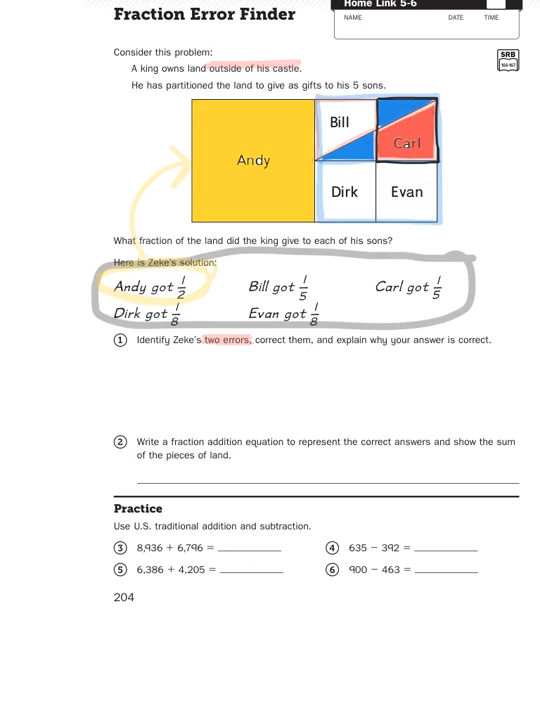 Home Link 5-6
Fraction Error Finder
NAME DATE TIME
Consider this problem:
SRB
A king owns land outside of his castle.
166-167
He has partitioned the land to give as gifts to his 5 sons.
Bill
Carl
Andy
Dirk Evan
What fraction of the land did the king give to each of his sons?
Here is Zeke's solution:
Andy got 1/2 Bill got 1/5 Carl got 1/5
Dirk got 1/8 Evan got 1/8
1 Identify Zeke's two errors, correct them, and explain why your answer is correct.
2 Write a fraction addition equation to represent the correct answers and show the sum
of the pieces of land.
Practice
Use U.S. traditional addition and subtraction.
3 8,936 + 6,796 = 4 635 − 392 =
5 6,386 + 4,205 = 6 900 − 463 =
204